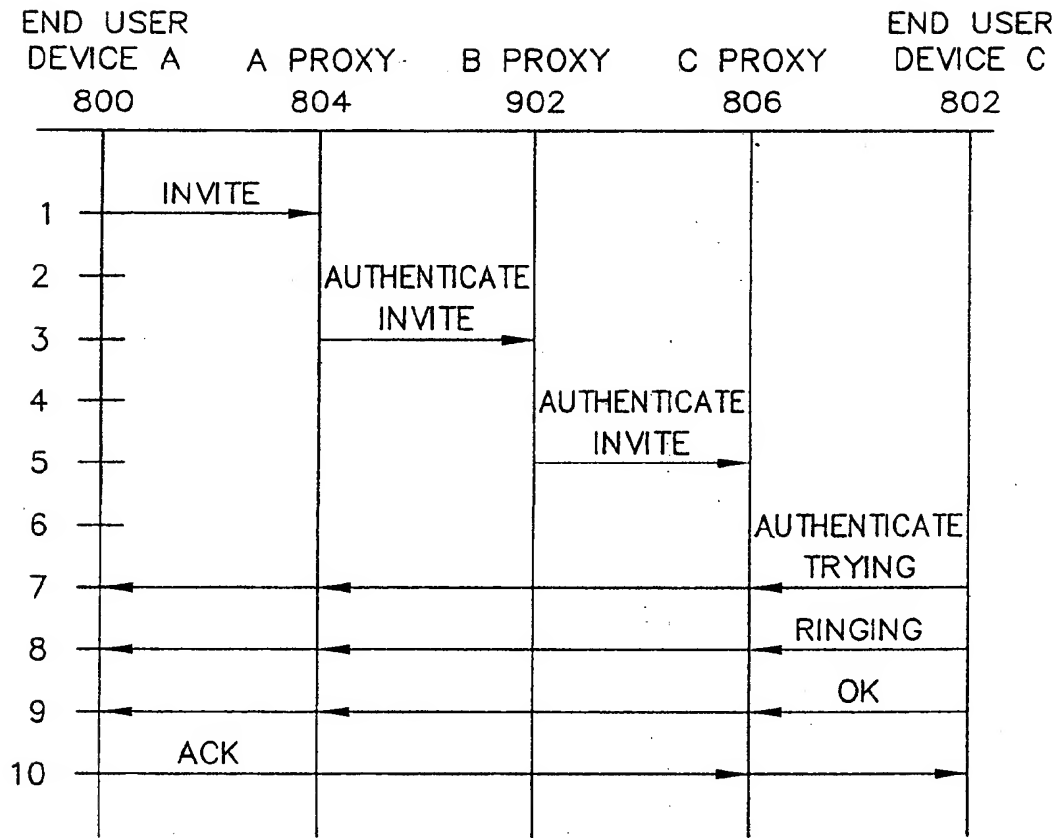 END USER DEVICE A
A PROXY
B PROXY
C PROXY
END USER DEVICE C
800
804
902
806
802
1
INVITE
2
AUTHENTICATE
3
INVITE
4
AUTHENTICATE
5
INVITE
6
AUTHENTICATE
7
TRYING
8
RINGING
9
OK
10
ACK